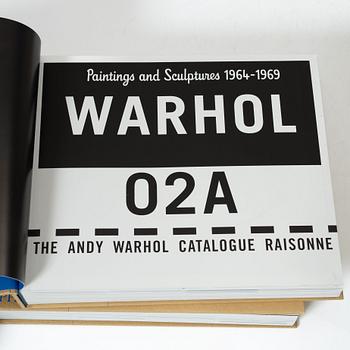 Paintings and Sculptures 1964-1969
WARHOL
02A
THE ANDY WARHOL CATALOGUE RAISONNE